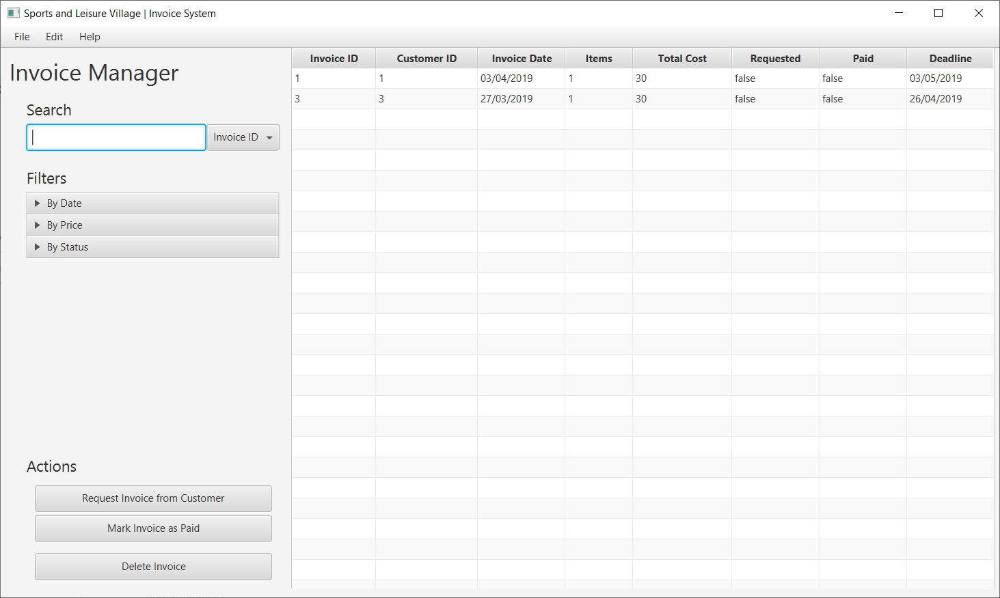 Sports and Leisure Village | Invoice System
File Edit Help
Invoice Manager
Search
Invoice ID
Filters
By Date
By Price
By Status
Actions
Request Invoice from Customer
Mark Invoice as Paid
Delete Invoice
Invoice ID Customer ID Invoice Date Items Total Cost Requested Paid Deadline
1 1 03/04/2019 1 30 false false 03/05/2019
3 3 27/03/2019 1 30 false false 26/04/2019